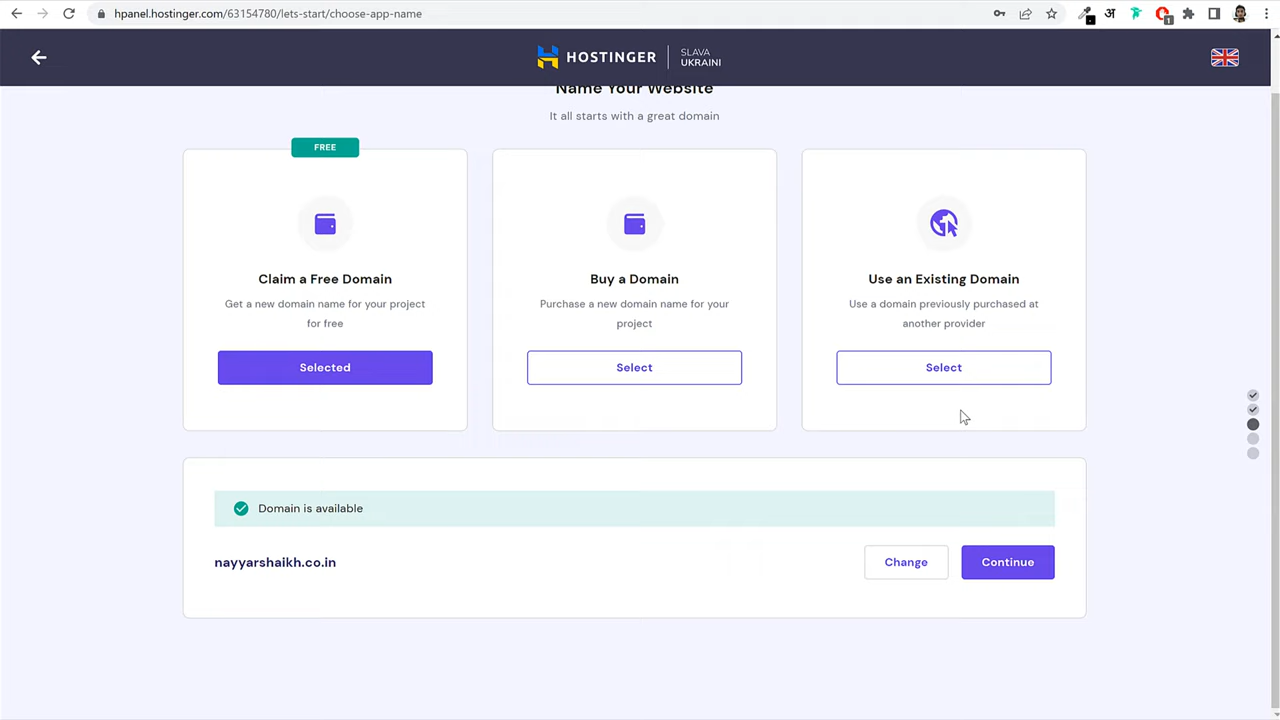 hpanel.hostinger.com/63154780/lets-start/choose-app-name
अ
1
HOSTINGER
SLAVA
UKRAINI
Name Your Website
It all starts with a great domain
FREE
Claim a Free Domain
Get a new domain name for your project
for free
Selected
Buy a Domain
Purchase a new domain name for your
project
Select
Use an Existing Domain
Use a domain previously purchased at
another provider
Select
Domain is available
nayyarshaikh.co.in
Change
Continue